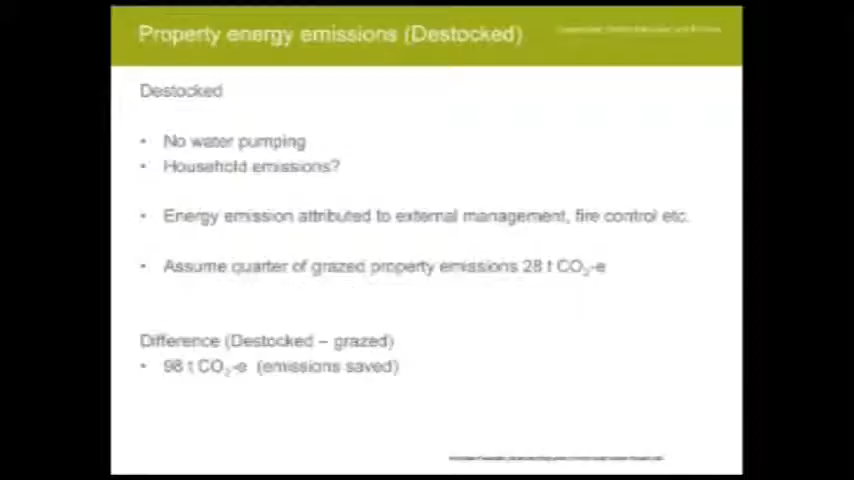 Property energy emissions (Destocked)
Destocked
• No water pumping
• Household emissions?
• Energy emission attributed to external management, fire control etc.
• Assume quarter of grazed property emissions 28 t CO₂-e
Difference (Destocked – grazed)
• 98 t CO₂-e (emissions saved)